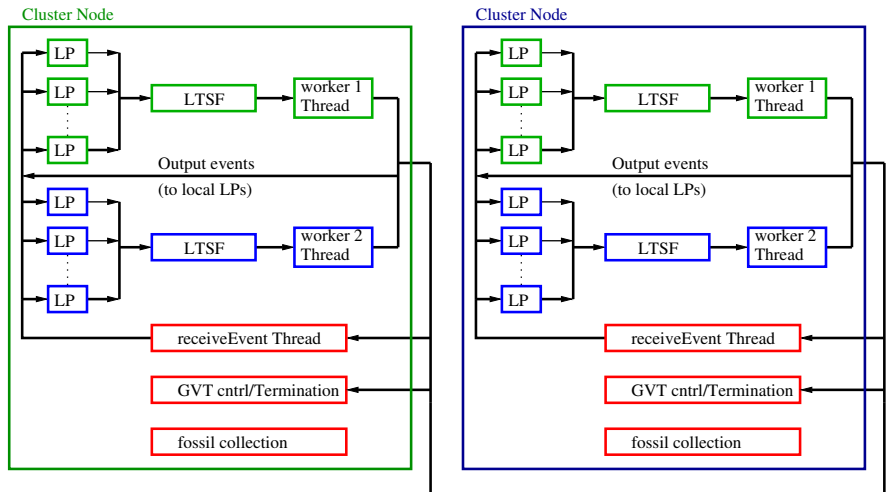 Cluster Node
LP
LP
LP
LTSF
worker 1
Thread
Output events
(to local LPs)
LP
LP
LP
LTSF
worker 2
Thread
receiveEvent Thread
GVT cntrl/Termination
fossil collection
Cluster Node
LP
LP
LP
LTSF
worker 1
Thread
Output events
(to local LPs)
LP
LP
LP
LTSF
worker 2
Thread
receiveEvent Thread
GVT cntrl/Termination
fossil collection